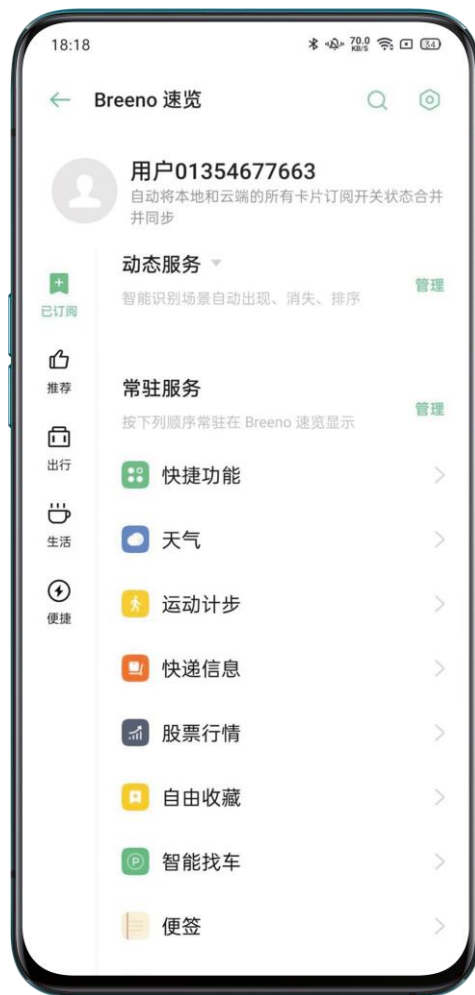 18:18
70.0
KB/S
34
Breeno 速览
用户01354677663
自动将本地和云端的所有卡片订阅开关状态合并
并同步
已订阅
推荐
出行
生活
便捷
动态服务
智能识别场景自动出现、消失、排序
管理
常驻服务
按下列顺序常驻在 Breeno 速览显示
管理
快捷功能
天气
运动计步
快递信息
股票行情
自由收藏
P
智能找车
便签